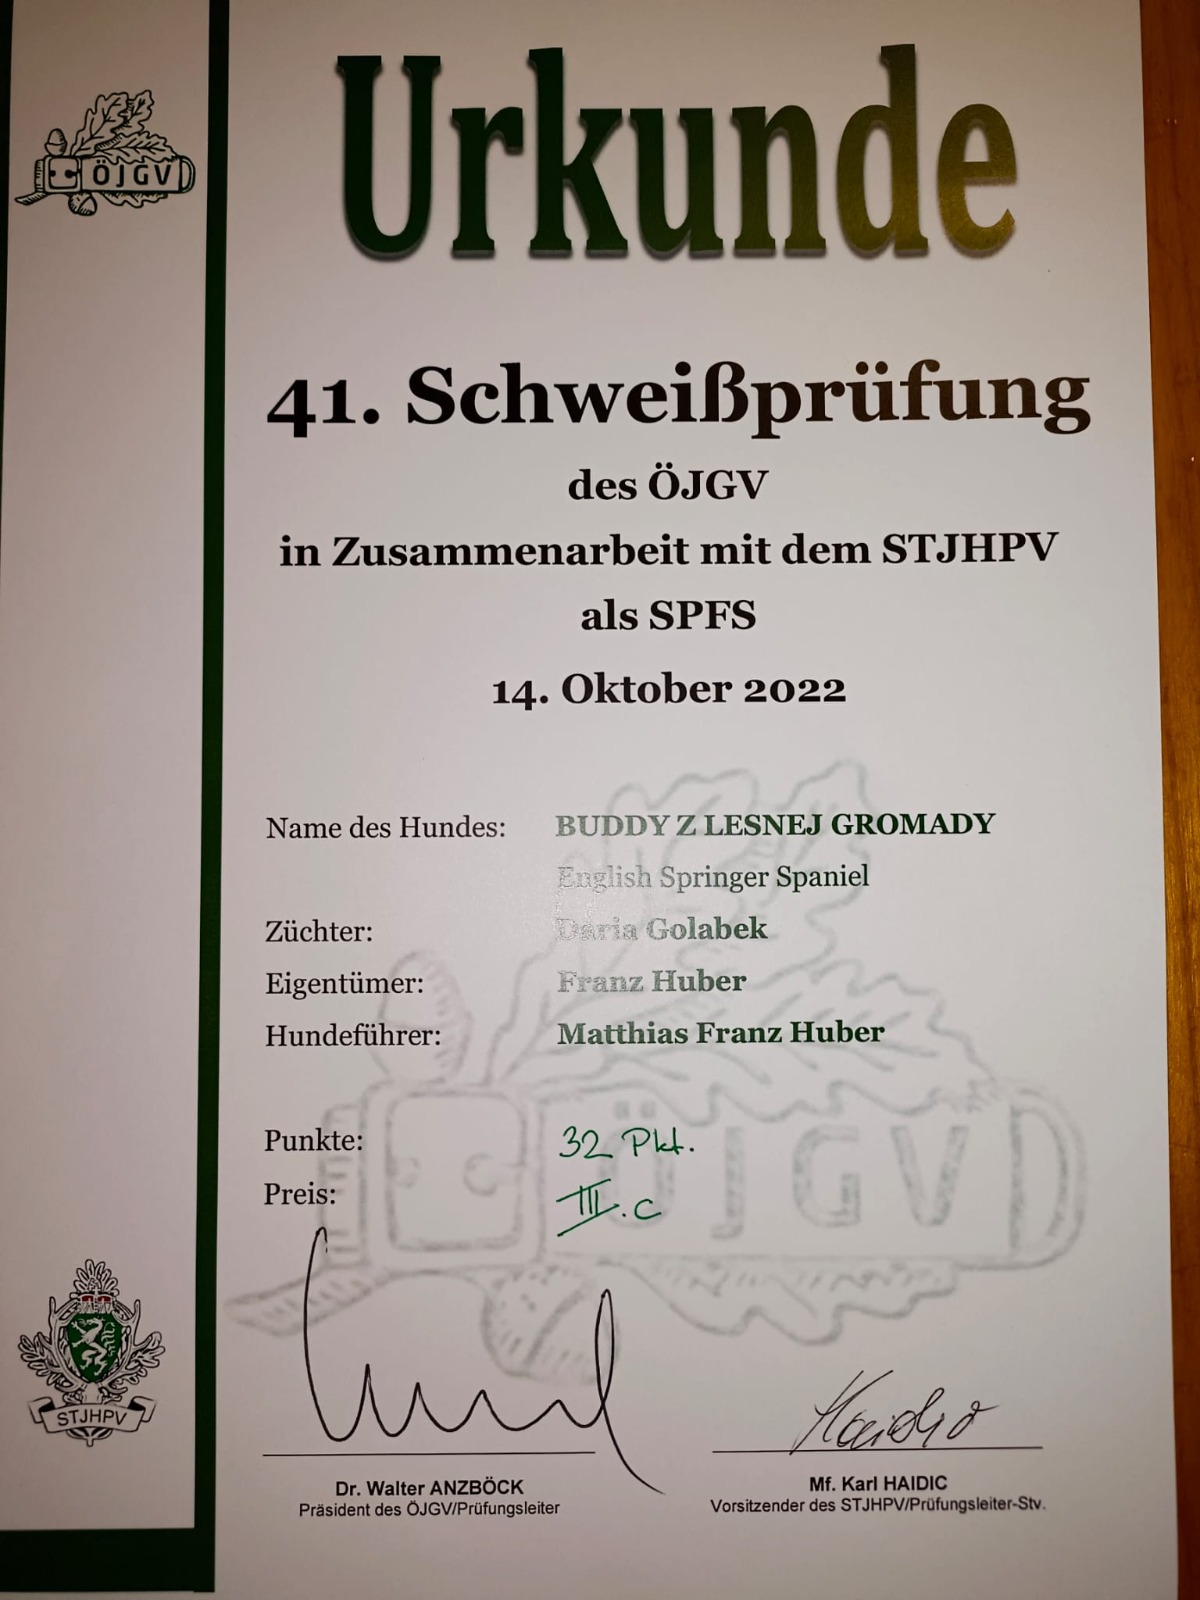 ÖJGV
Urkunde
41. Schweißprüfung
des ÖJGV
in Zusammenarbeit mit dem STJHPV
als SPFS
14. Oktober 2022
Name des Hundes: BUDDY Z LESNEJ GROMADY
English Springer Spaniel
Züchter: Daria Golabek
Eigentümer: Franz Huber
Hundeführer: Matthias Franz Huber
ÖJGV
Punkte: 32 Pkt.
Preis: III.c
STJHPV
Haidic
Dr. Walter ANZBÖCK
Präsident des ÖJGV/Prüfungsleiter
Mf. Karl HAIDIC
Vorsitzender des STJHPV/Prüfungsleiter-Stv.